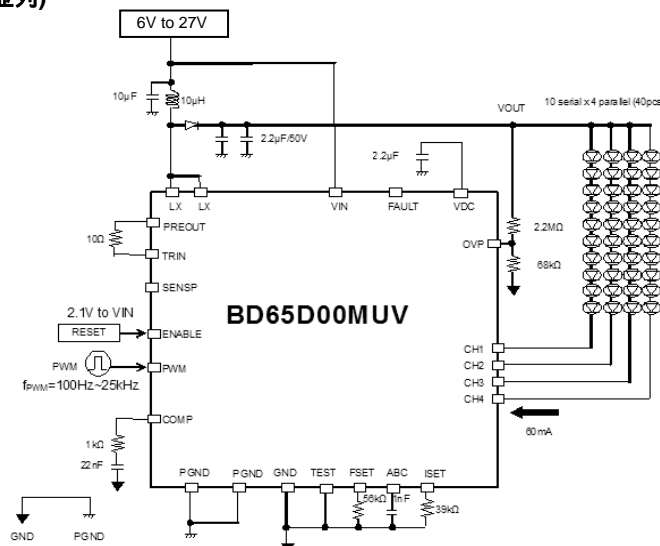 6V to 27V
10µF
10µH
VOUT
10 serial x 4 parallel (40pcs
2.2µF/50V
2.2µF
LX
LX
VIN
FAULT
VDC
PREOUT
10Ω
TRIN
OVP
2.2MΩ
68kΩ
SENSP
BD65D00MUV
2.1V to VIN
RESET
ENABLE
PWM
PWM
fPWM=100Hz~25kHz
CH1
CH2
CH3
CH4
60mA
COMP
1kΩ
22nF
PGND
PGND
GND
TEST
FSET
ABC
ISET
56kΩ
1nF
39kΩ
GND
PGND